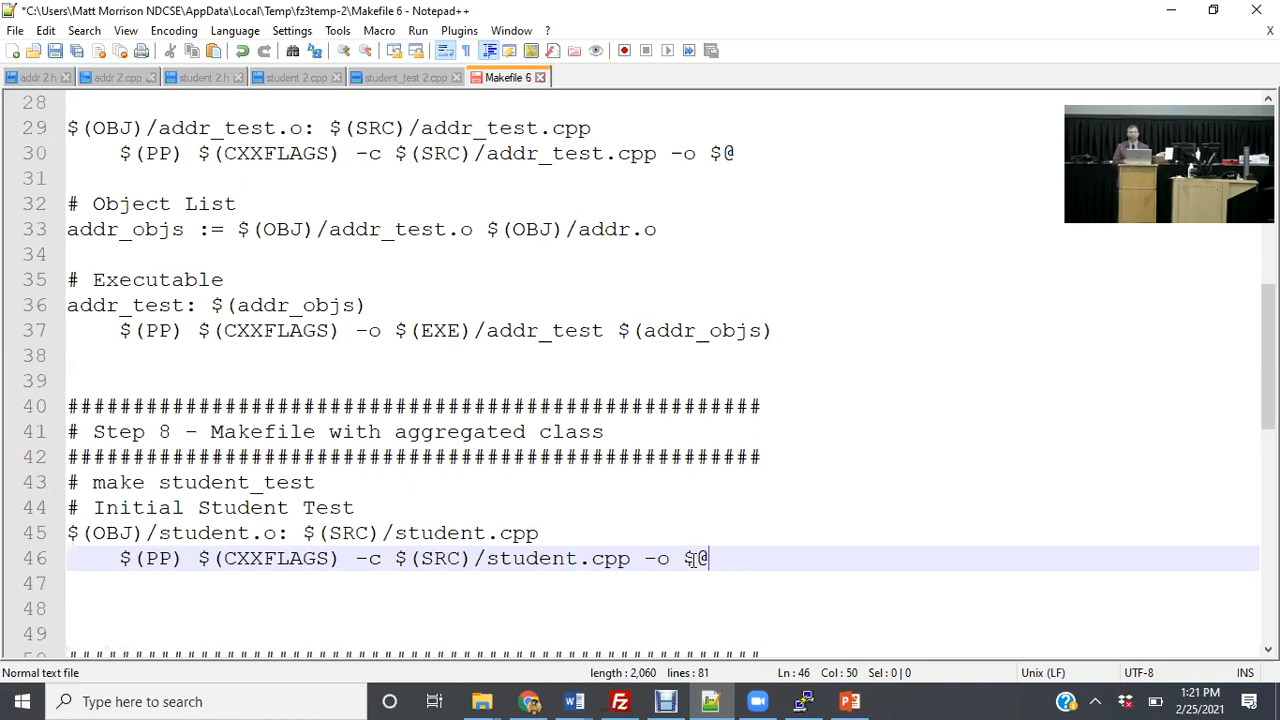 *C:\Users\Matt Morrison NDCSE\AppData\Local\Temp\fz3temp-2\Makefile 6 - Notepad++
File Edit Search View Encoding Language Settings Tools Macro Run Plugins Window ?
X
addr 2.h addr 2.cpp student 2.h student 2.cpp student_test 2.cpp Makefile 6
28
29 $(OBJ)/addr_test.o: $(SRC)/addr_test.cpp
30 $(PP) $(CXXFLAGS) -c $(SRC)/addr_test.cpp -o $@
31
32 # Object List
33 addr_objs := $(OBJ)/addr_test.o $(OBJ)/addr.o
34
35 # Executable
36 addr_test: $(addr_objs)
37 $(PP) $(CXXFLAGS) -o $(EXE)/addr_test $(addr_objs)
38
39
40 #####################################################
41 # Step 8 - Makefile with aggregated class
42 #####################################################
43 # make student_test
44 # Initial Student Test
45 $(OBJ)/student.o: $(SRC)/student.cpp
46 $(PP) $(CXXFLAGS) -c $(SRC)/student.cpp -o $@
47
48
49
Normal text file length : 2,060 lines : 81 Ln : 46 Col : 50 Sel : 0 | 0 Unix (LF) UTF-8 INS
Type here to search
1:21 PM
2/25/2021